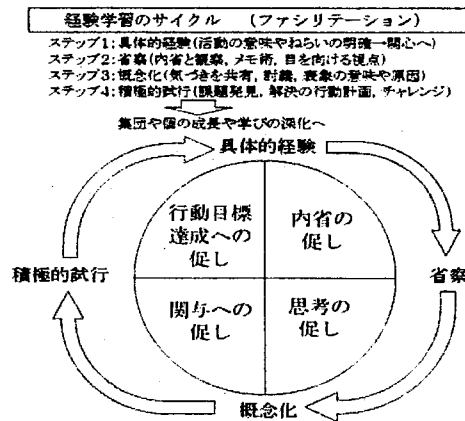 経験学習のサイクル （ファシリテーション）
ステップ1：具体的経験（活動の意味やねらいの明確→関心へ）
ステップ2：省察（内省と観察，メモ術，目を向ける視点）
ステップ3：概念化（気づきを共有，討議，表象の意味や原因）
ステップ4：積極的試行（課題発見，解決の行動計画，チャレンジ）
集団や個の成長や学びの深化へ
具体的経験
行動目標
達成への
促し
内省の
促し
積極的試行
省察
関与への
促し
思考の
促し
概念化